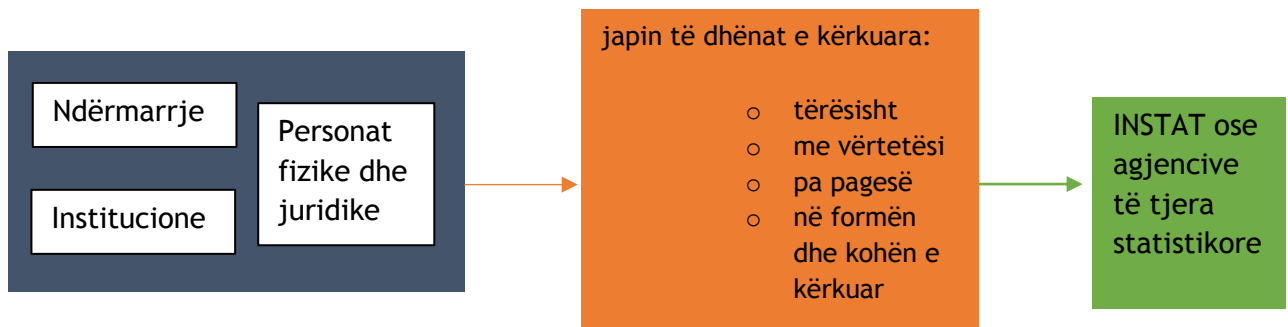 Ndërmarrje
Institucione
Personat
fizike dhe
juridike
japin të dhënat e kërkuara:
o tërësisht
o me vërtetësi
o pa pagesë
o në formën
dhe kohën e
kërkuar
INSTAT ose
agjencive
të tjera
statistikore